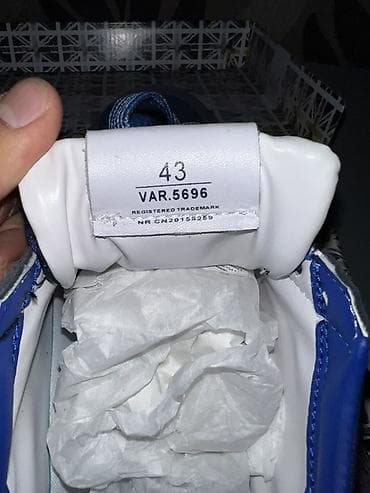 43
VAR.5696
REGISTERED TRADEMARK
NR CN20158259